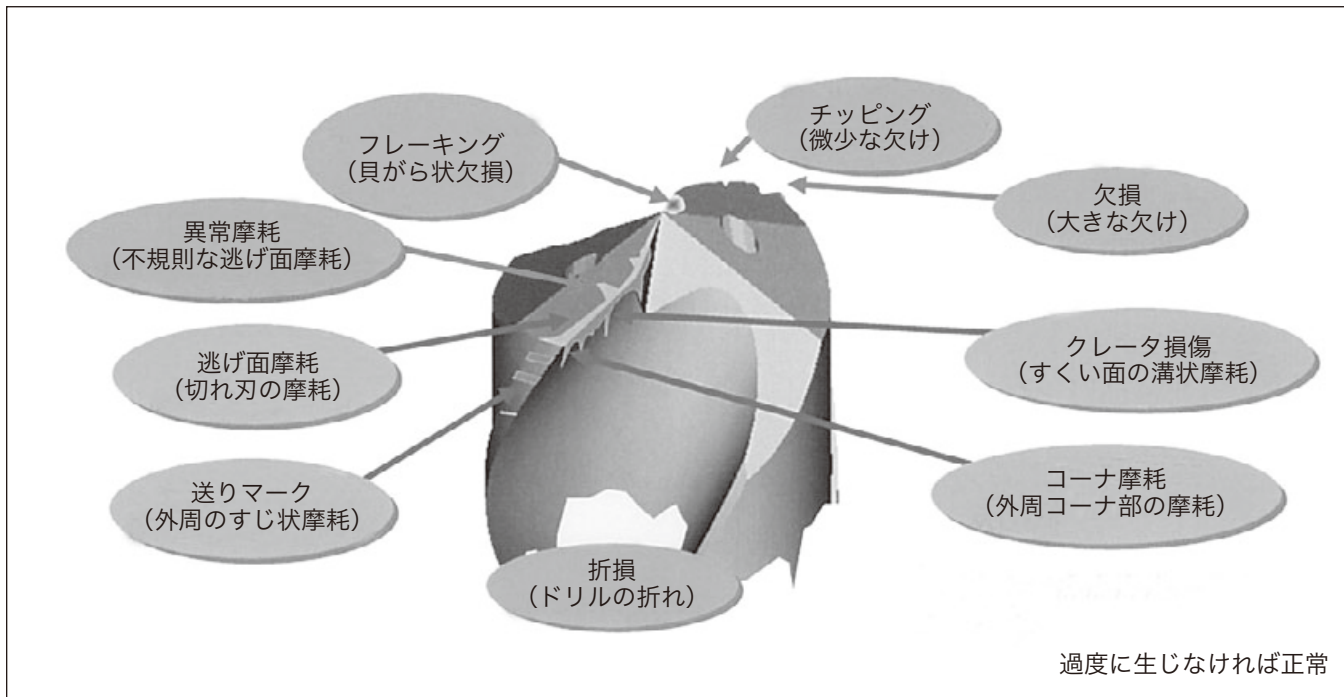 フレーキング
（貝がら状欠損）
チッピング
（微少な欠け）
欠損
（大きな欠け）
異常摩耗
（不規則な逃げ面摩耗）
逃げ面摩耗
（切れ刃の摩耗）
クレータ損傷
（すくい面の溝状摩耗）
送りマーク
（外周のすじ状摩耗）
コーナ摩耗
（外周コーナ部の摩耗）
折損
（ドリルの折れ）
過度に生じなければ正常